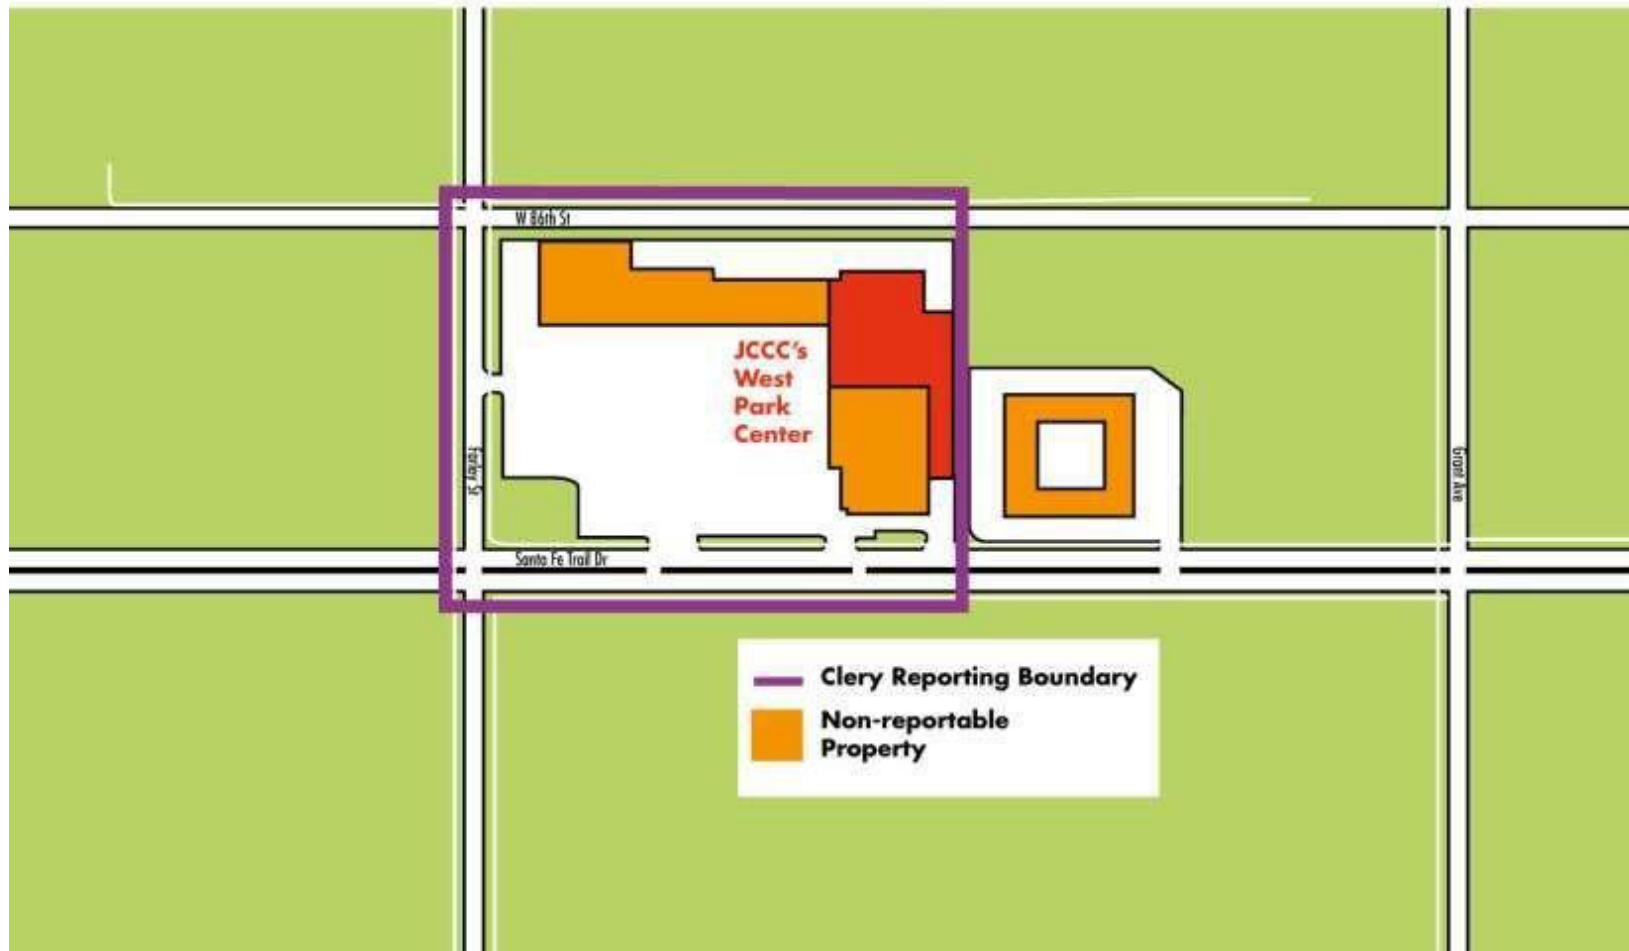 W 86th St
JCCC's
West
Park
Center
Farley St
Grant Ave
Santa Fe Trail Dr
Clery Reporting Boundary
Non-reportable
Property